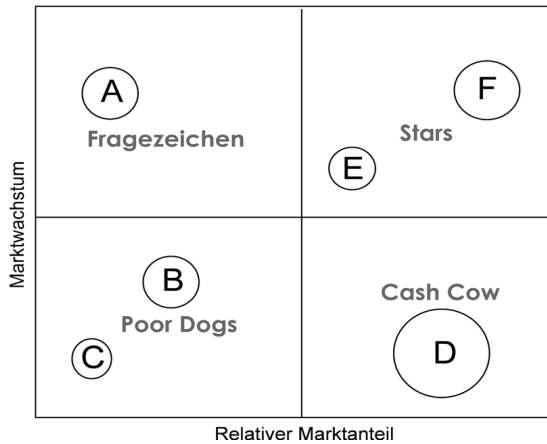 A
F
Fragezeichen
Stars
E
Marktwachstum
B
Cash Cow
Poor Dogs
C
D
Relativer Marktanteil